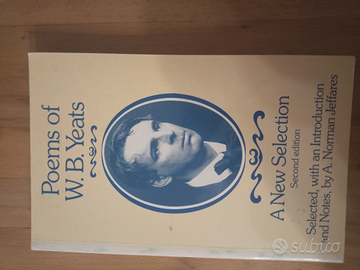 Poems of
W. B. Yeats
A New Selection
Second edition
Selected, with an Introduction
and Notes, by A. Norman Jeffares
subito